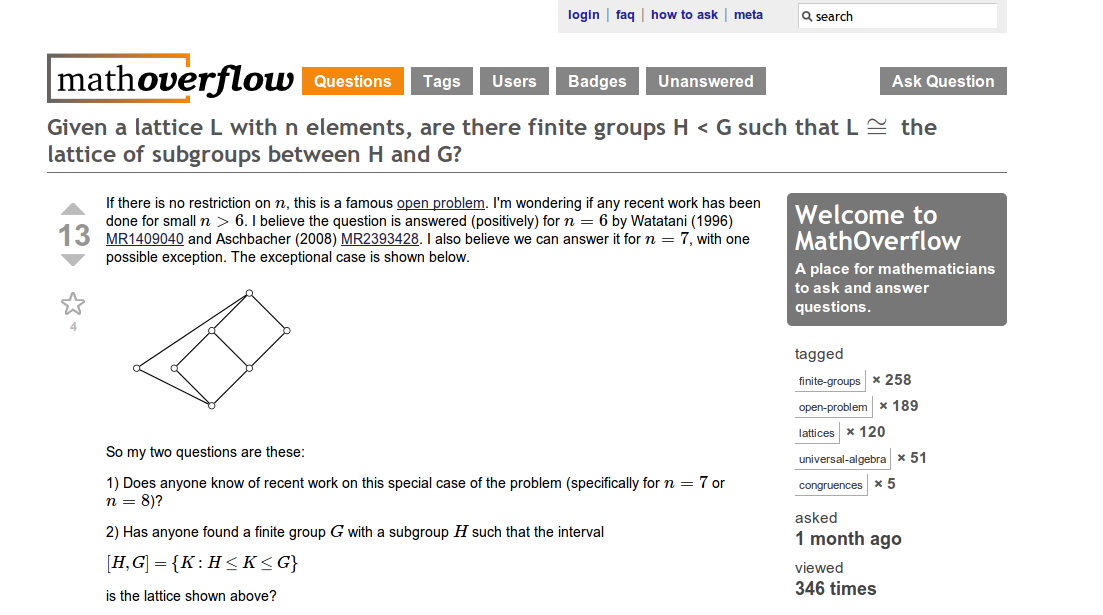 login | faq | how to ask | meta
search
mathoverflow
Questions Tags Users Badges Unanswered Ask Question
Given a lattice L with n elements, are there finite groups H < G such that L ≅ the
lattice of subgroups between H and G?
13
4
If there is no restriction on n, this is a famous open problem. I'm wondering if any recent work has been
done for small n > 6. I believe the question is answered (positively) for n = 6 by Watatani (1996)
MR1409040 and Aschbacher (2008) MR2393428. I also believe we can answer it for n = 7, with one
possible exception. The exceptional case is shown below.
So my two questions are these:
1) Does anyone know of recent work on this special case of the problem (specifically for n = 7 or
n = 8)?
2) Has anyone found a finite group G with a subgroup H such that the interval
[H, G] = {K : H ≤ K ≤ G}
is the lattice shown above?
Welcome to
MathOverflow
A place for mathematicians
to ask and answer
questions.
tagged
finite-groups × 258
open-problem × 189
lattices × 120
universal-algebra × 51
congruences × 5
asked
1 month ago
viewed
346 times